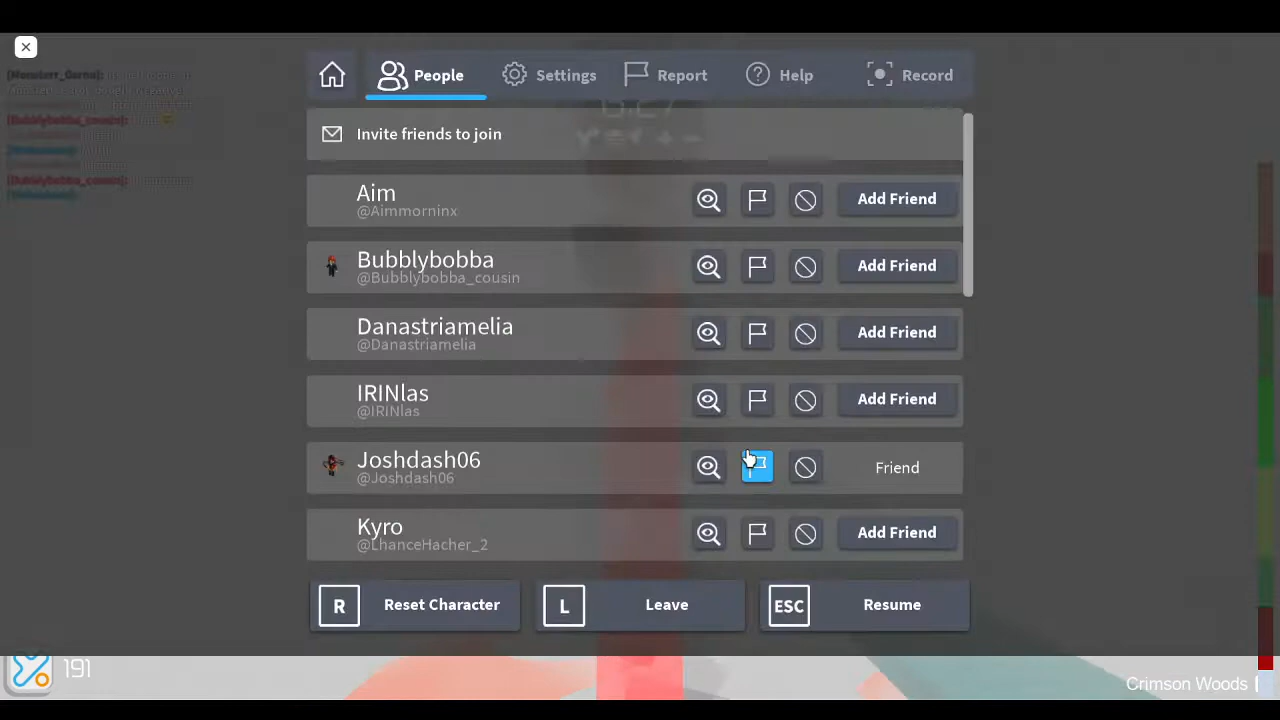 People
Settings
Report
Help
Record
Invite friends to join
Aim
@Aimmorninx
Add Friend
Bubblybobba
@Bubblybobba_cousin
Add Friend
Danastriamelia
@Danastriamelia
Add Friend
IRINlas
@IRINlas
Add Friend
Joshdash06
@Joshdash06
Friend
Kyro
@LhanceHacher_2
Add Friend
R Reset Character
L Leave
ESC Resume
191
Crimson Woods